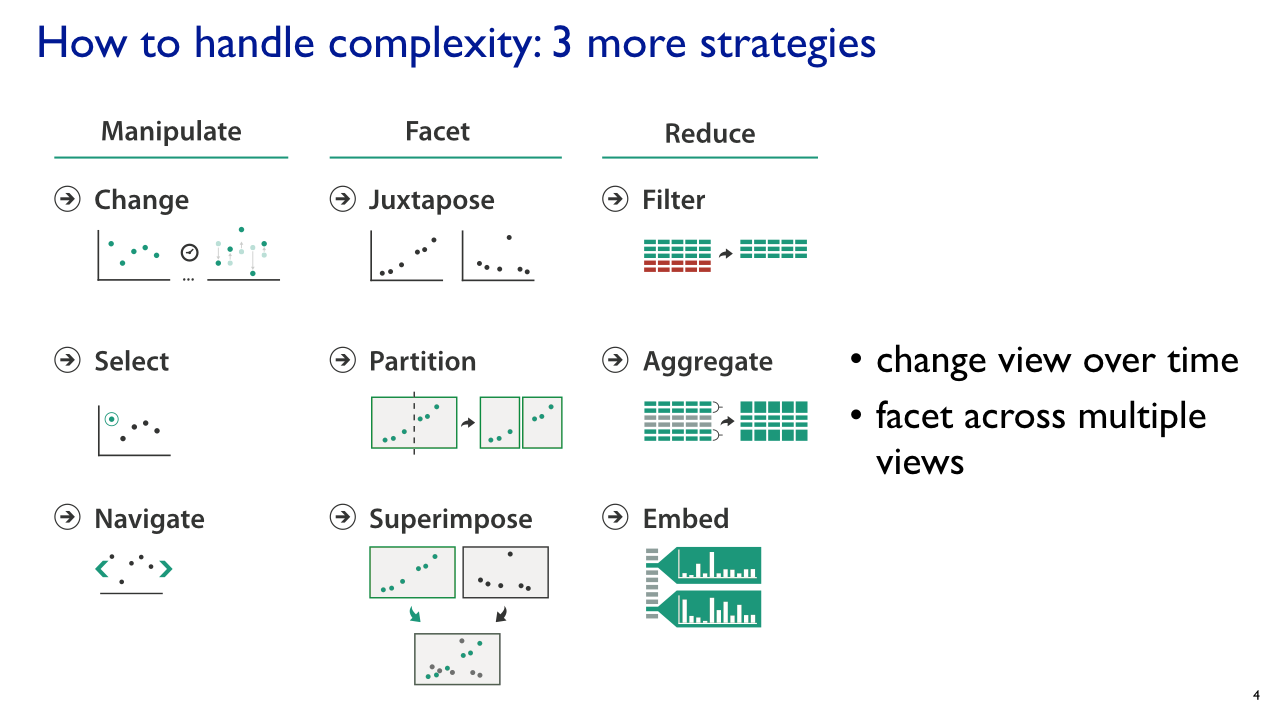 How to handle complexity: 3 more strategies
Manipulate
Change
...
Select
Navigate
Facet
Juxtapose
Partition
Superimpose
Reduce
Filter
Aggregate
Embed
• change view over time
• facet across multiple
views
4